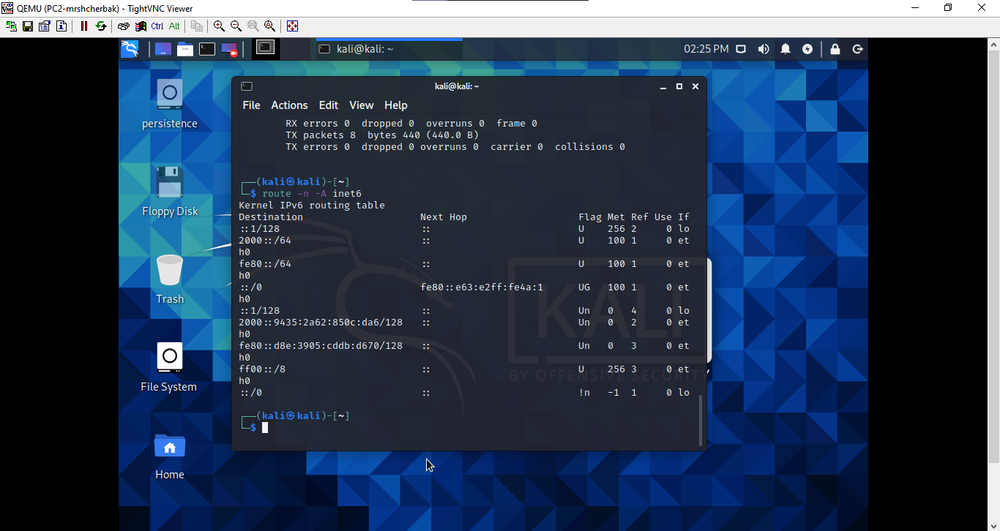 QEMU (PC2-mrshcherbak) - TightVNC Viewer
Ctrl Alt
kali@kali: ~
02:25 PM
persistence
Floppy Disk
Trash
File System
Home
kali@kali: ~
File Actions Edit View Help
RX errors 0 dropped 0 overruns 0 frame 0
TX packets 8 bytes 440 (440.0 B)
TX errors 0 dropped 0 overruns 0 carrier 0 collisions 0
┌──(kali㉿kali)-[~]
└─$ route -n -A inet6
Kernel IPv6 routing table
Destination Next Hop Flag Met Ref Use If
::1/128 :: U 256 2 0 lo
2000::/64 :: U 100 1 0 et
h0
fe80::/64 :: U 100 1 0 et
h0
::/0 fe80::e63:e2ff:fe4a:1 UG 100 1 0 et
h0
::1/128 :: Un 0 4 0 lo
2000::9435:2a62:850c:da6/128 :: Un 0 2 0 et
h0
fe80::d8e:3905:cddb:d670/128 :: Un 0 3 0 et
h0
ff00::/8 :: U 256 3 0 et
h0
::/0 :: !n -1 1 0 lo
┌──(kali㉿kali)-[~]
└─$
KALI
BY OFFENSIVE SECURITY